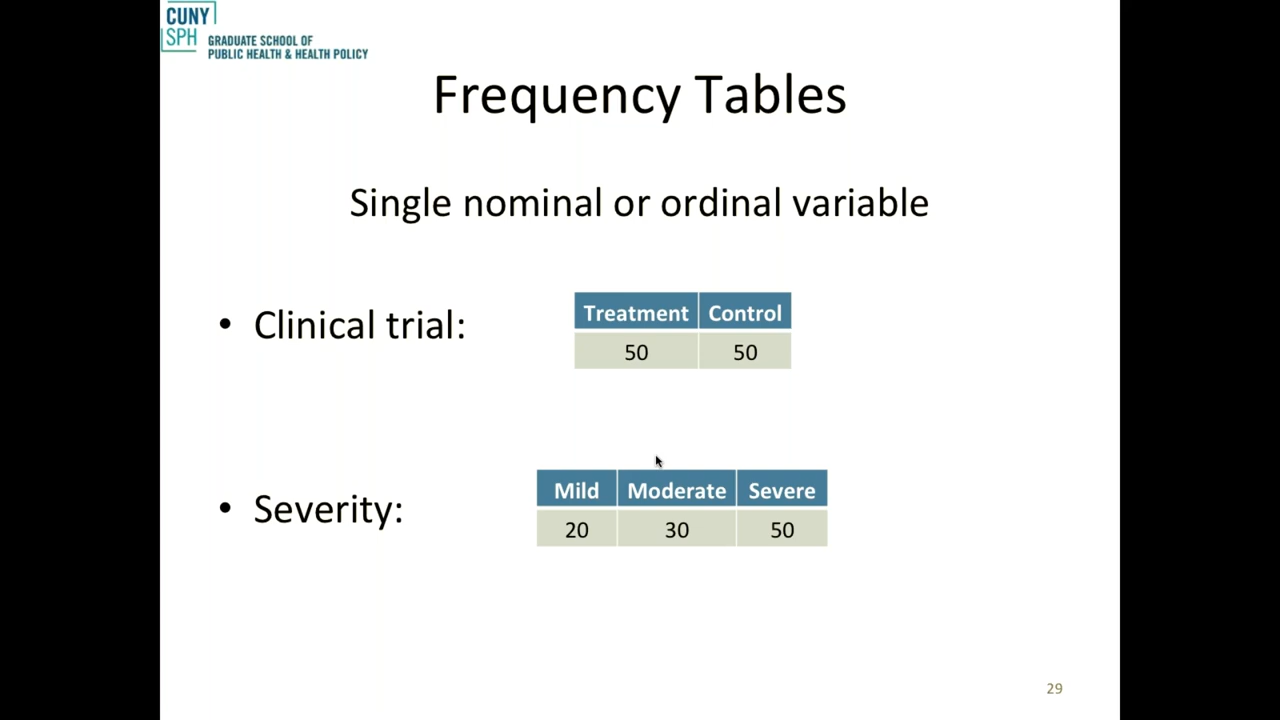 CUNY
SPH
GRADUATE SCHOOL OF
PUBLIC HEALTH & HEALTH POLICY
Frequency Tables
Single nominal or ordinal variable
• Clinical trial:
Treatment Control
50 50
• Severity:
Mild Moderate Severe
20 30 50
29